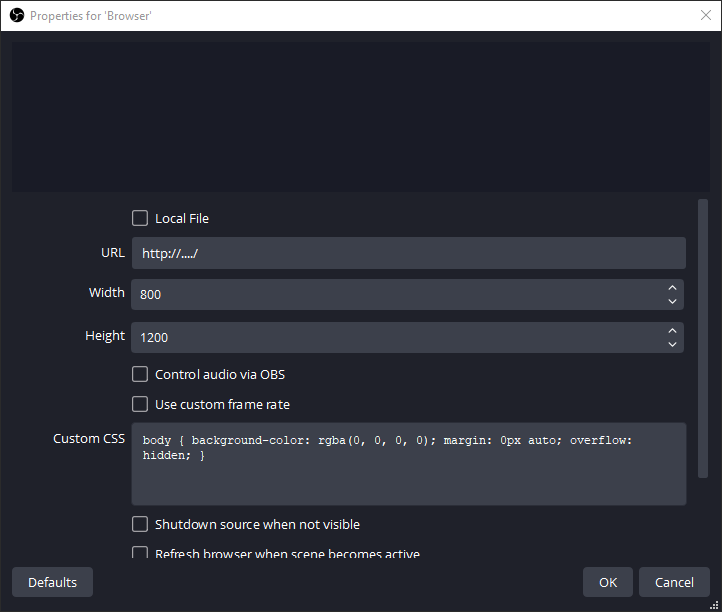 Properties for 'Browser'
Local File
URL http://..../
Width 800
Height 1200
Control audio via OBS
Use custom frame rate
Custom CSS body { background-color: rgba(0, 0, 0, 0); margin: 0px auto; overflow:
hidden; }
Shutdown source when not visible
Refresh browser when scene becomes active
Defaults OK Cancel